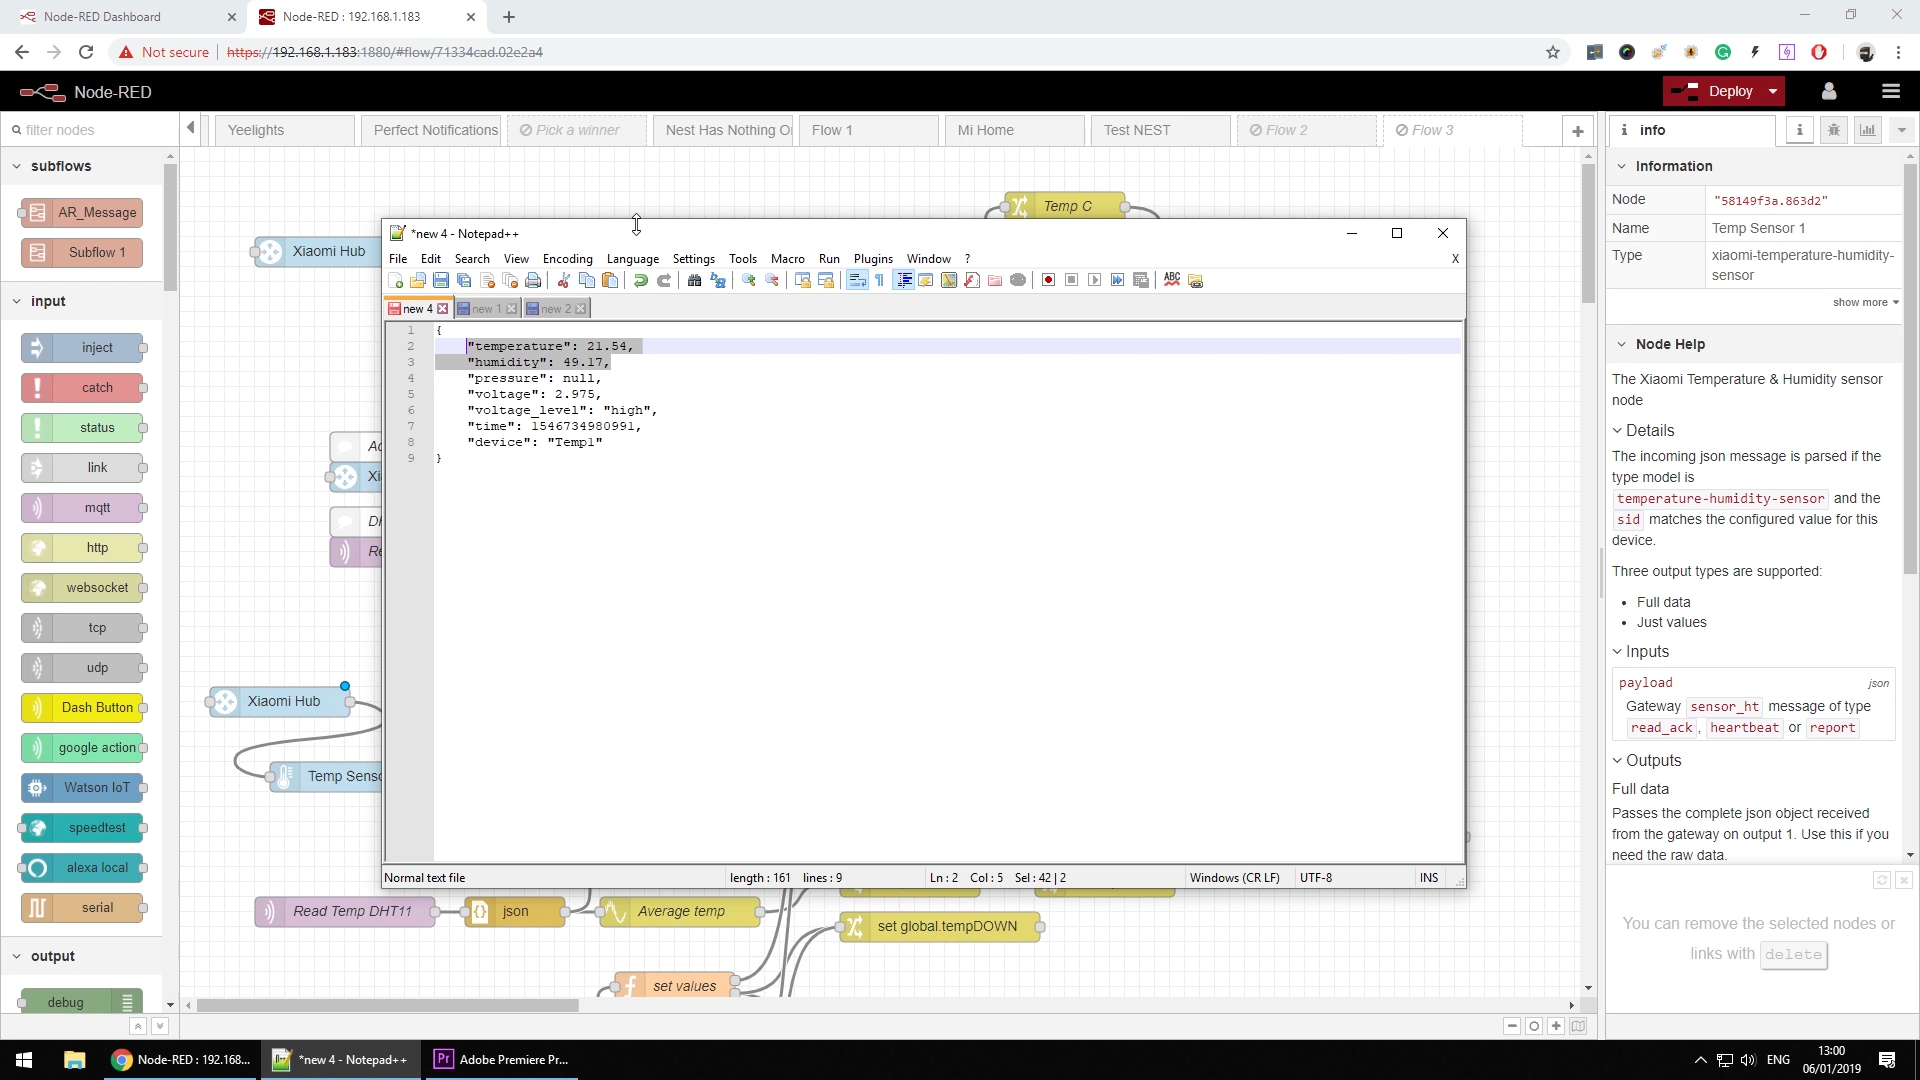 Node-RED Dashboard
Node-RED : 192.168.1.183
Not secure
https://192.168.1.183:1880/#flow/71334cad.02e2a4
Node-RED
Deploy
filter nodes
Yeelights
Perfect Notifications
Pick a winner
Nest Has Nothing O
Flow 1
Mi Home
Test NEST
Flow 2
Flow 3
info
subflows
AR_Message
Subflow 1
input
inject
catch
status
link
mqtt
http
websocket
tcp
udp
Dash Button
google action
Watson IoT
speedtest
alexa local
serial
output
debug
Xiaomi Hub
Temp C
Xiaomi Hub
Temp Senso
Read Temp DHT11
json
Average temp
set global.tempDOWN
set values
*new 4 - Notepad++
File Edit Search View Encoding Language Settings Tools Macro Run Plugins Window ? X
new 4
new 1
new 2
1 {
2 "temperature": 21.54,
3 "humidity": 49.17,
4 "pressure": null,
5 "voltage": 2.975,
6 "voltage_level": "high",
7 "time": 1546734980991,
8 "device": "Temp1"
9 }
Normal text file
length : 161 lines : 9
Ln : 2 Col : 5 Sel : 42 | 2
Windows (CR LF)
UTF-8
INS
Information
Node "58149f3a.863d2"
Name Temp Sensor 1
Type xiaomi-temperature-humidity-
sensor
show more
Node Help
The Xiaomi Temperature & Humidity sensor
node
Details
The incoming json message is parsed if the
type model is
temperature-humidity-sensor and the
sid matches the configured value for this
device.
Three output types are supported:
• Full data
• Just values
Inputs
payload json
Gateway sensor_ht message of type
read_ack, heartbeat or report
Outputs
Full data
Passes the complete json object received
from the gateway on output 1. Use this if you
need the raw data.
You can remove the selected nodes or
links with delete
Node-RED : 192.168...
*new 4 - Notepad++
Pr Adobe Premiere Pr...
ENG
13:00
06/01/2019